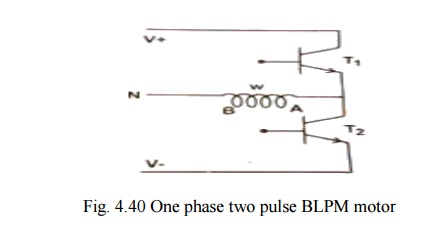 V+
T1
W
N
B
A
T2
V-
Fig. 4.40 One phase two pulse BLPM motor